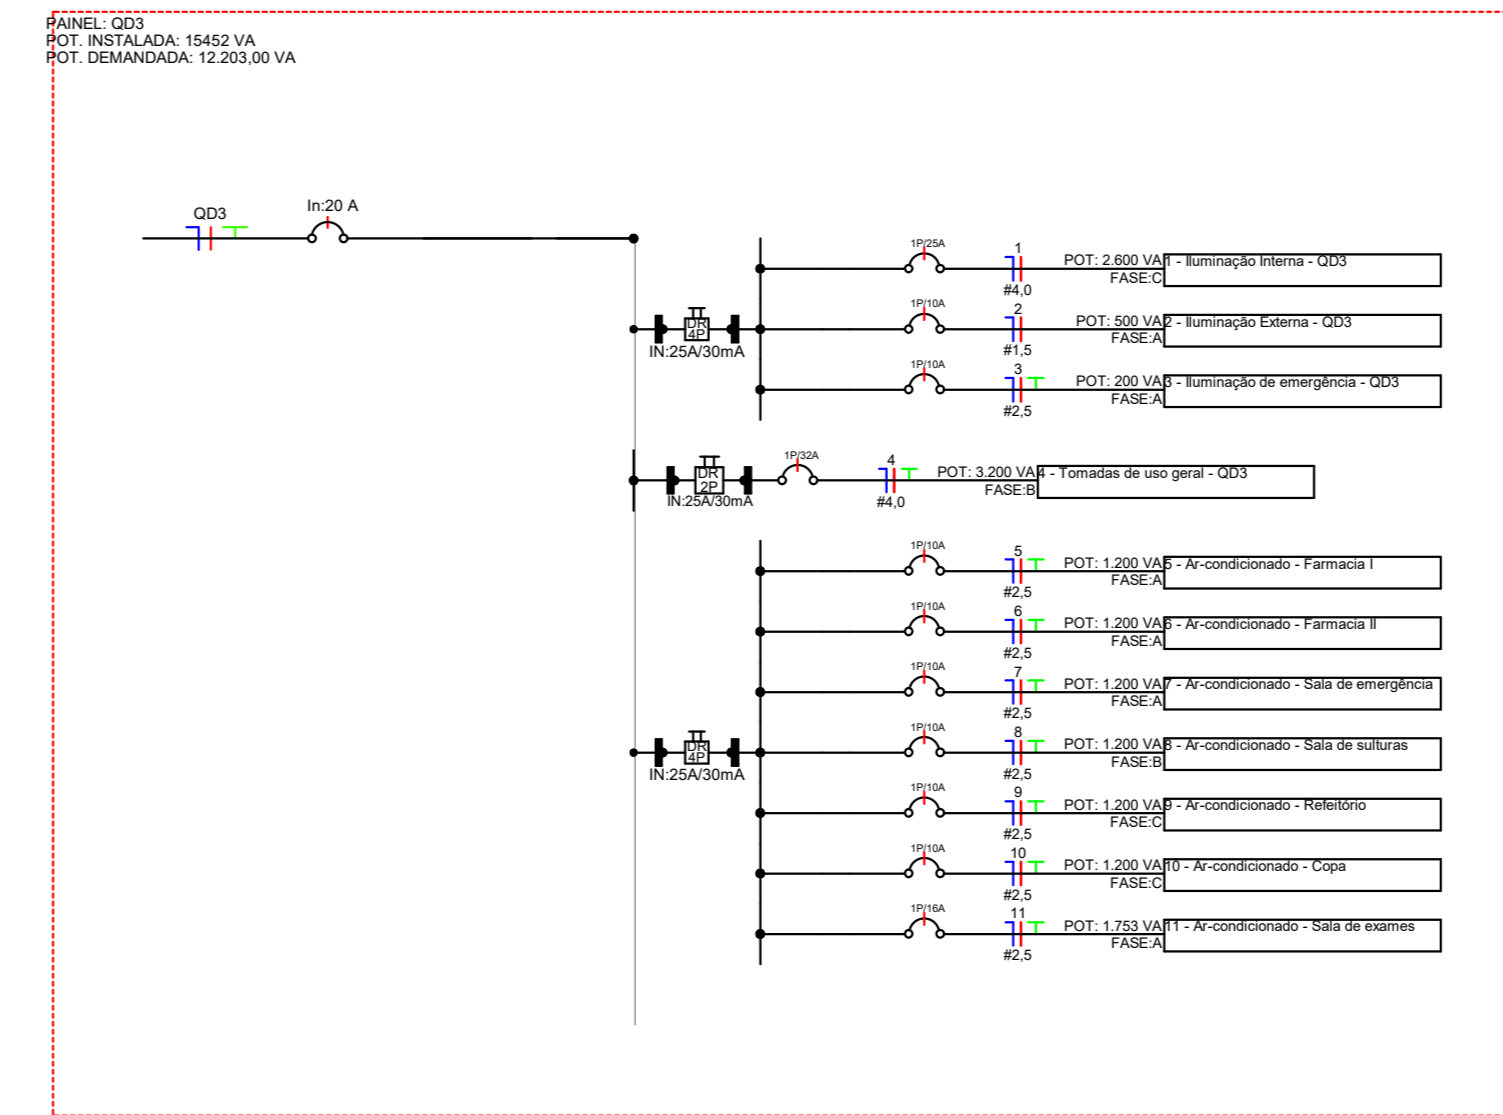 PAINEL: QD3
POT. INSTALADA: 15452 VA
POT. DEMANDADA: 12.203,00 VA
QD3
In:20 A
1P/25A
1
#4,0
POT: 2.600 VA
FASE:C
1 - Iluminação Interna - QD3
DR
4P
IN:25A/30mA
1P/10A
2
#1,5
POT: 500 VA
FASE:A
2 - Iluminação Externa - QD3
1P/10A
3
#2,5
POT: 200 VA
FASE:A
3 - Iluminação de emergência - QD3
DR
2P
IN:25A/30mA
1P/32A
4
#4,0
POT: 3.200 VA
FASE:B
4 - Tomadas de uso geral - QD3
1P/10A
5
#2,5
POT: 1.200 VA
FASE:A
5 - Ar-condicionado - Farmacia I
1P/10A
6
#2,5
POT: 1.200 VA
FASE:A
6 - Ar-condicionado - Farmacia II
1P/10A
7
#2,5
POT: 1.200 VA
FASE:A
7 - Ar-condicionado - Sala de emergência
DR
4P
IN:25A/30mA
1P/10A
8
#2,5
POT: 1.200 VA
FASE:B
8 - Ar-condicionado - Sala de sulturas
1P/10A
9
#2,5
POT: 1.200 VA
FASE:C
9 - Ar-condicionado - Refeitório
1P/10A
10
#2,5
POT: 1.200 VA
FASE:C
10 - Ar-condicionado - Copa
1P/16A
11
#2,5
POT: 1.753 VA
FASE:A
11 - Ar-condicionado - Sala de exames